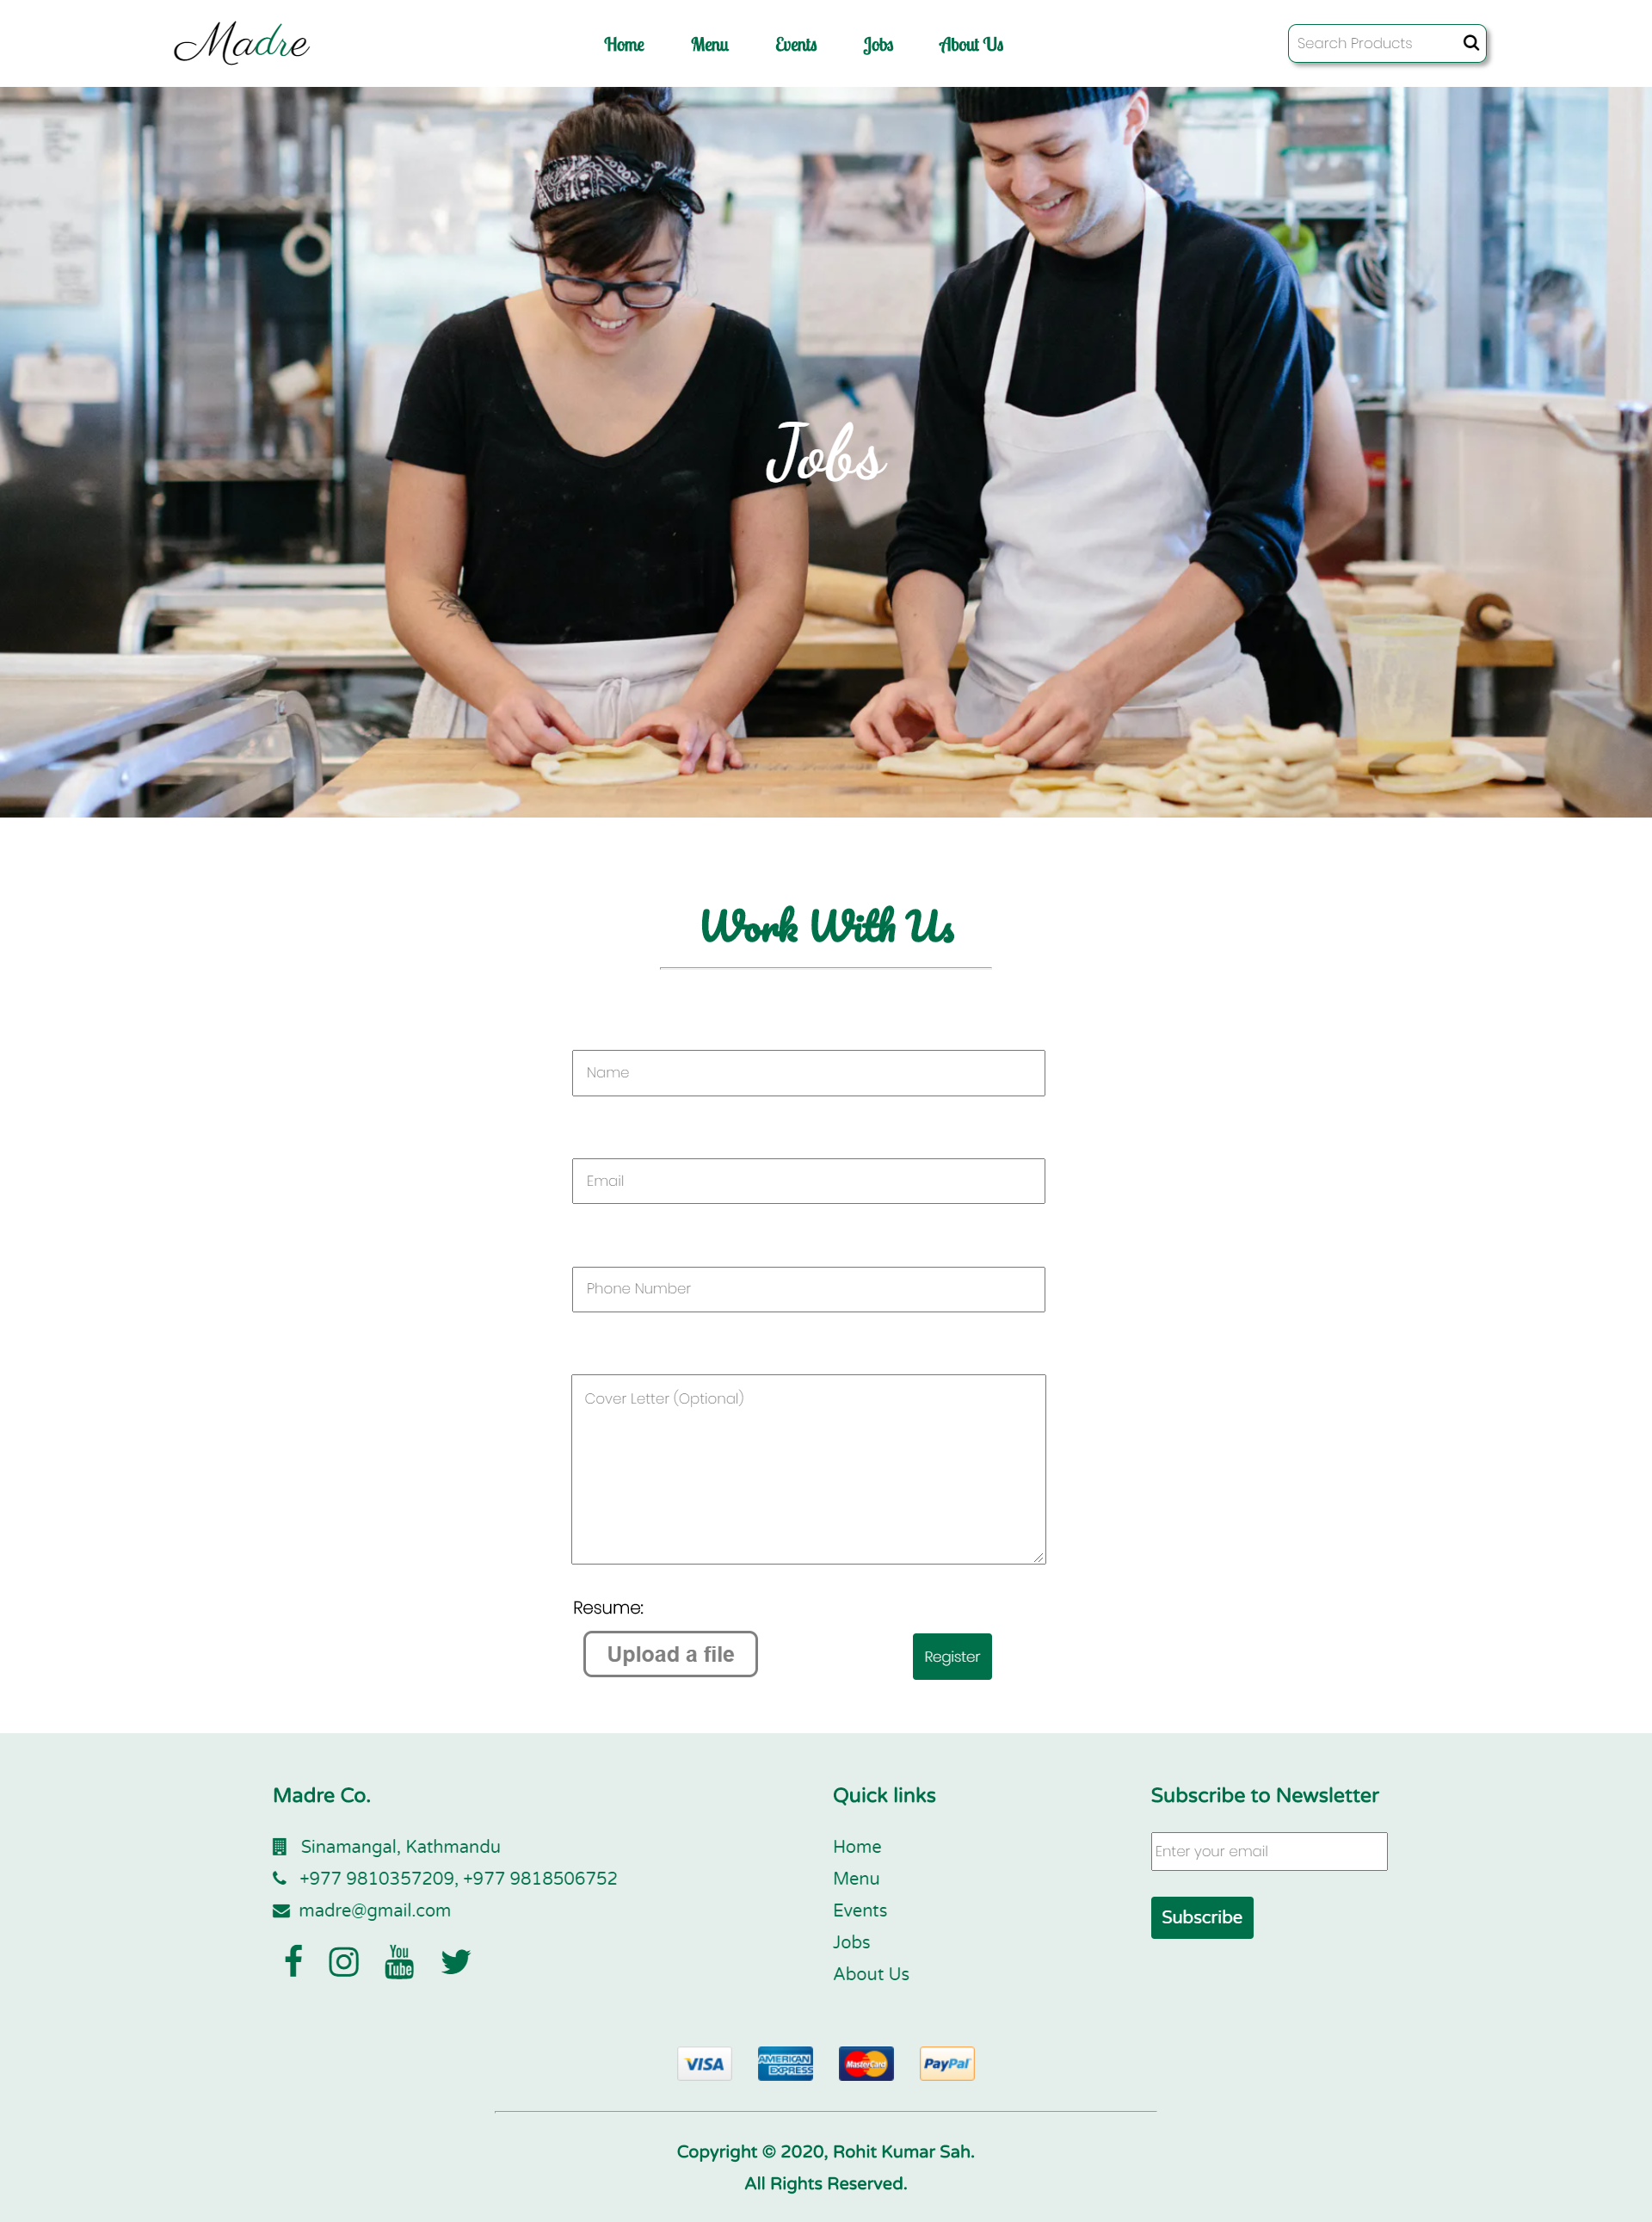 Madre
Home Menu Events Jobs About Us
Search Products
Jobs
Work With Us
Name
Email
Phone Number
Cover Letter (Optional)
Resume:
Upload a file
Register
Madre Co.
Sinamangal, Kathmandu
+977 9810357209, +977 9818506752
madre@gmail.com
You
Tube
Quick links
Home
Menu
Events
Jobs
About Us
Subscribe to Newsletter
Enter your email
Subscribe
VISA
AMERICAN EXPRESS
MasterCard
PayPal
Copyright © 2020, Rohit Kumar Sah.
All Rights Reserved.